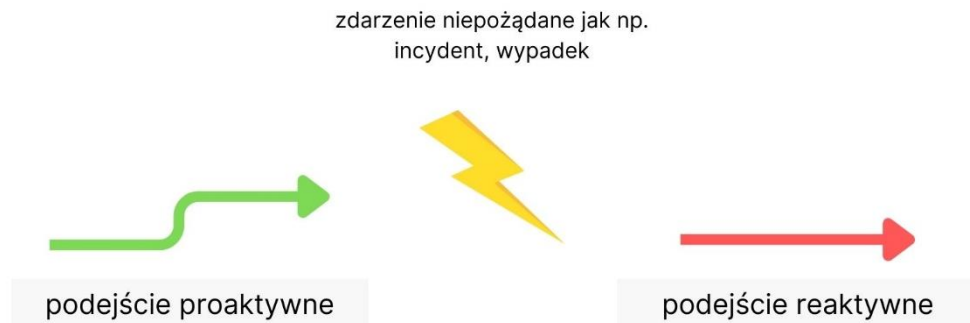 zdarzenie niepożądane jak np.
incydent, wypadek
podejście proaktywne
podejście reaktywne